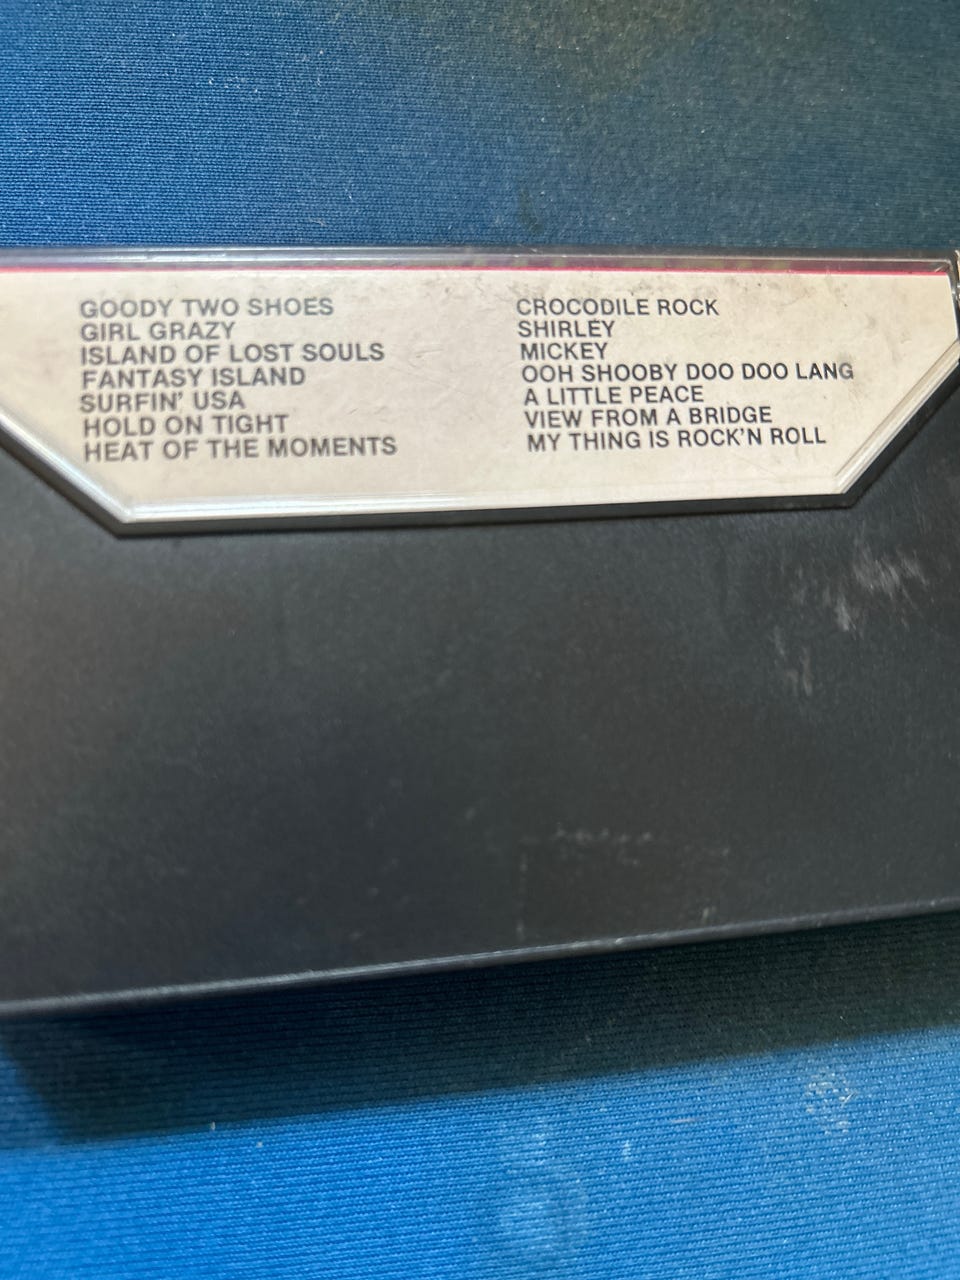 GOODY TWO SHOES
GIRL GRAZY
ISLAND OF LOST SOULS
FANTASY ISLAND
SURFIN' USA
HOLD ON TIGHT
HEAT OF THE MOMENTS
CROCODILE ROCK
SHIRLEY
MICKEY
OOH SHOOBY DOO DOO LANG
A LITTLE PEACE
VIEW FROM A BRIDGE
MY THING IS ROCK'N ROLL